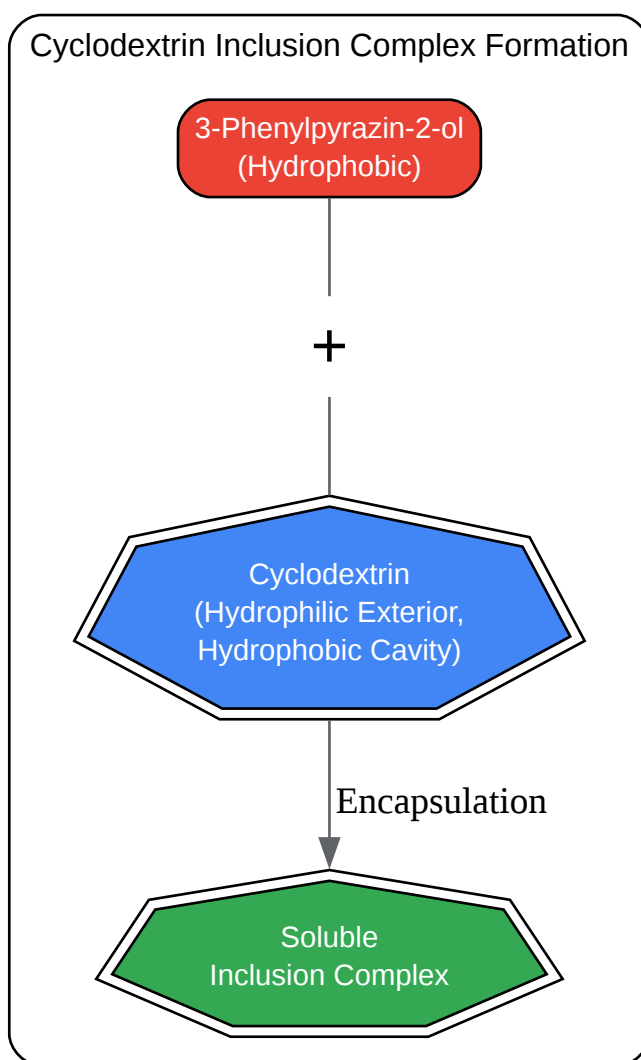 Cyclodextrin Inclusion Complex Formation
3-Phenylpyrazin-2-ol
(Hydrophobic)
+
Cyclodextrin
(Hydrophilic Exterior,
Hydrophobic Cavity)
Encapsulation
Soluble
Inclusion Complex